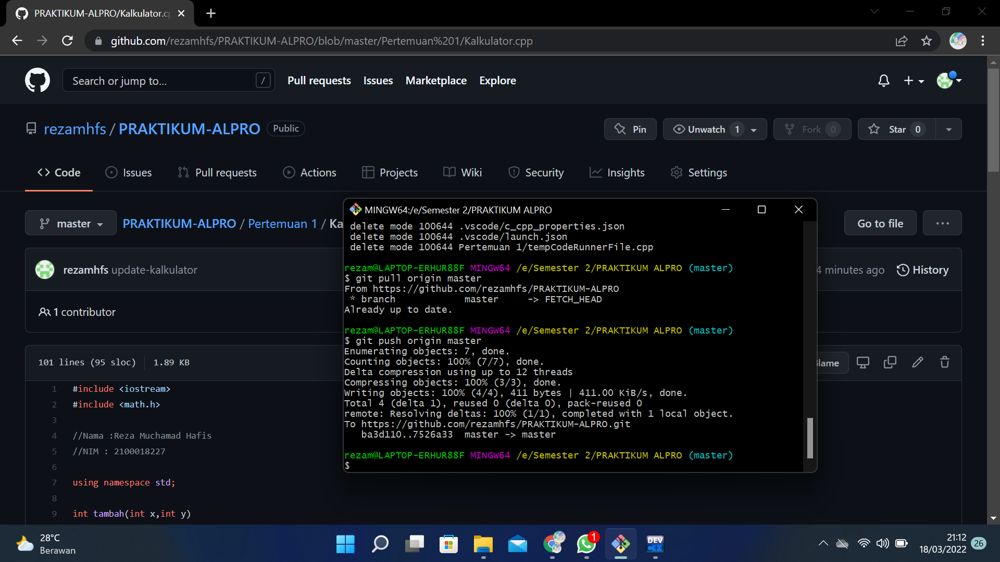 PRAKTIKUM-ALPRO/Kalkulator.cp
github.com/rezamhfs/PRAKTIKUM-ALPRO/blob/master/Pertemuan%201/Kalkulator.cpp
Search or jump to... /
Pull requests Issues Marketplace Explore
rezamhfs / PRAKTIKUM-ALPRO Public
Pin Unwatch 1 Fork 0 Star 0
Code Issues Pull requests Actions Projects Wiki Security Insights Settings
master PRAKTIKUM-ALPRO / Pertemuan 1 / Ka
Go to file ...
rezamhfs update-kalkulator
4 minutes ago History
1 contributor
101 lines (95 sloc) 1.89 KB
lame
1 #include <iostream>
2 #include <math.h>
3
4 //Nama :Reza Muchamad Hafis
5 //NIM : 2100018227
6
7 using namespace std;
8
9 int tambah(int x,int y)
MINGW64:/e/Semester 2/PRAKTIKUM ALPRO
delete mode 100644 .vscode/c_cpp_properties.json
delete mode 100644 .vscode/launch.json
delete mode 100644 Pertemuan 1/tempCodeRunnerFile.cpp
rezam@LAPTOP-ERHUR88F MINGW64 /e/Semester 2/PRAKTIKUM ALPRO (master)
$ git pull origin master
From https://github.com/rezamhfs/PRAKTIKUM-ALPRO
* branch master -> FETCH_HEAD
Already up to date.
rezam@LAPTOP-ERHUR88F MINGW64 /e/Semester 2/PRAKTIKUM ALPRO (master)
$ git push origin master
Enumerating objects: 7, done.
Counting objects: 100% (7/7), done.
Delta compression using up to 12 threads
Compressing objects: 100% (3/3), done.
Writing objects: 100% (4/4), 411 bytes | 411.00 KiB/s, done.
Total 4 (delta 1), reused 0 (delta 0), pack-reused 0
remote: Resolving deltas: 100% (1/1), completed with 1 local object.
To https://github.com/rezamhfs/PRAKTIKUM-ALPRO.git
ba3d110..7526a33 master -> master
rezam@LAPTOP-ERHUR88F MINGW64 /e/Semester 2/PRAKTIKUM ALPRO (master)
$
28°C
Berawan
1
DEV
C++
21:12
18/03/2022
26